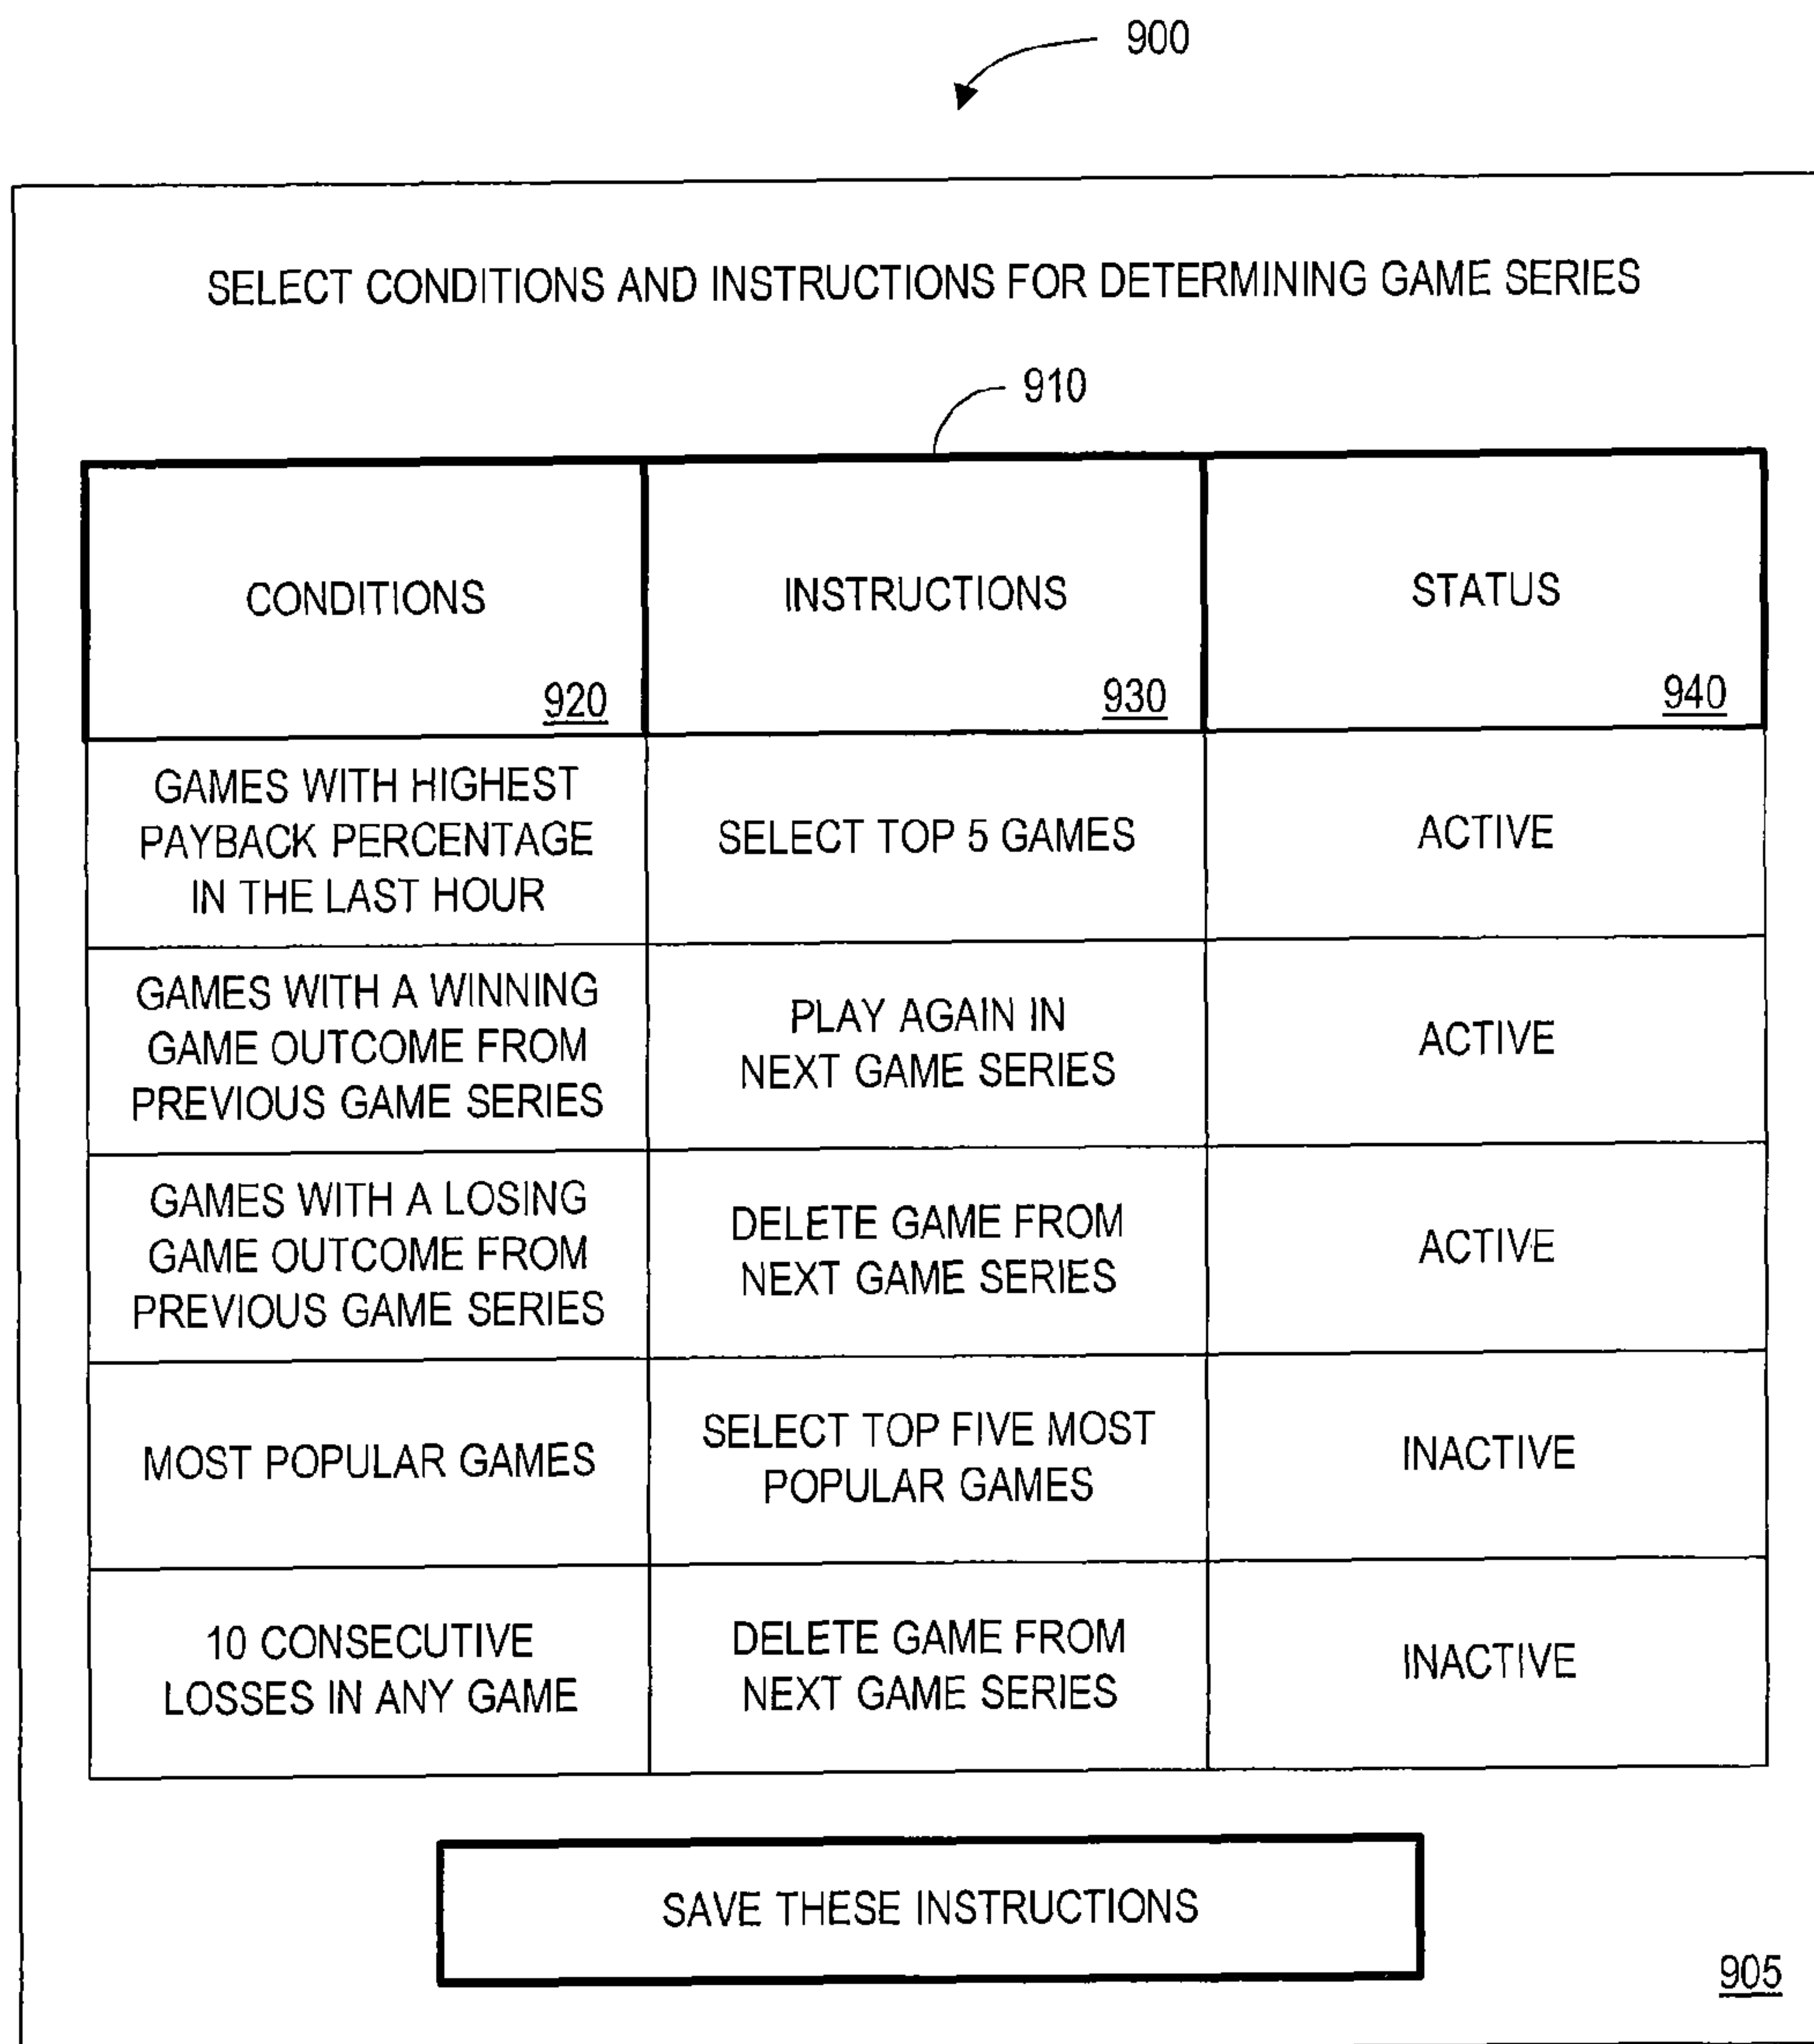 900
SELECT CONDITIONS AND INSTRUCTIONS FOR DETERMINING GAME SERIES
910
CONDITIONS
920
INSTRUCTIONS
930
STATUS
940
GAMES WITH HIGHEST
PAYBACK PERCENTAGE
IN THE LAST HOUR
SELECT TOP 5 GAMES
ACTIVE
GAMES WITH A WINNING
GAME OUTCOME FROM
PREVIOUS GAME SERIES
PLAY AGAIN IN
NEXT GAME SERIES
ACTIVE
GAMES WITH A LOSING
GAME OUTCOME FROM
PREVIOUS GAME SERIES
DELETE GAME FROM
NEXT GAME SERIES
ACTIVE
MOST POPULAR GAMES
SELECT TOP FIVE MOST
POPULAR GAMES
INACTIVE
10 CONSECUTIVE
LOSSES IN ANY GAME
DELETE GAME FROM
NEXT GAME SERIES
INACTIVE
SAVE THESE INSTRUCTIONS
905